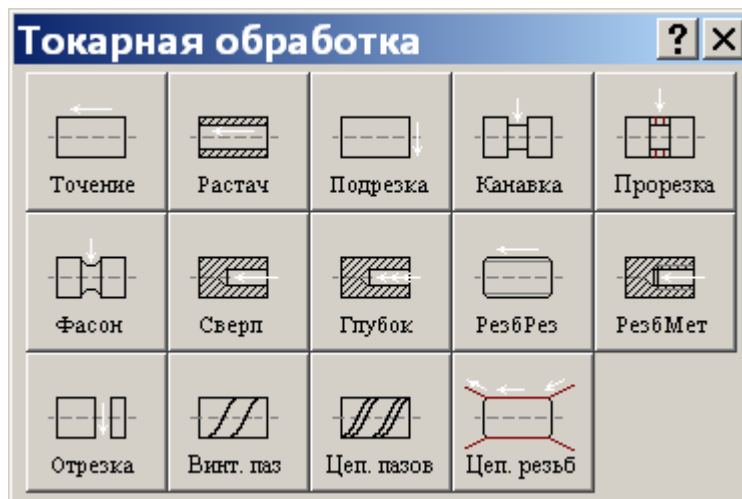 Токарная обработка
Точение
Растач
Подрезка
Канавка
Прорезка
Фасон
Сверл
Глубок
РезбРез
РезбМет
Отрезка
Винт. паз
Цеп. пазов
Цеп. резьб